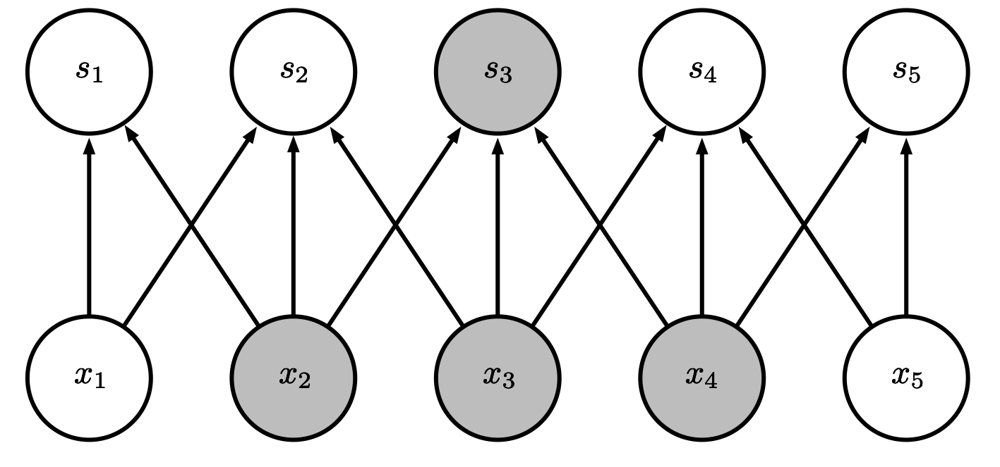 s₁ s₂ s₃ s₄ s₅
x₁ x₂ x₃ x₄ x₅